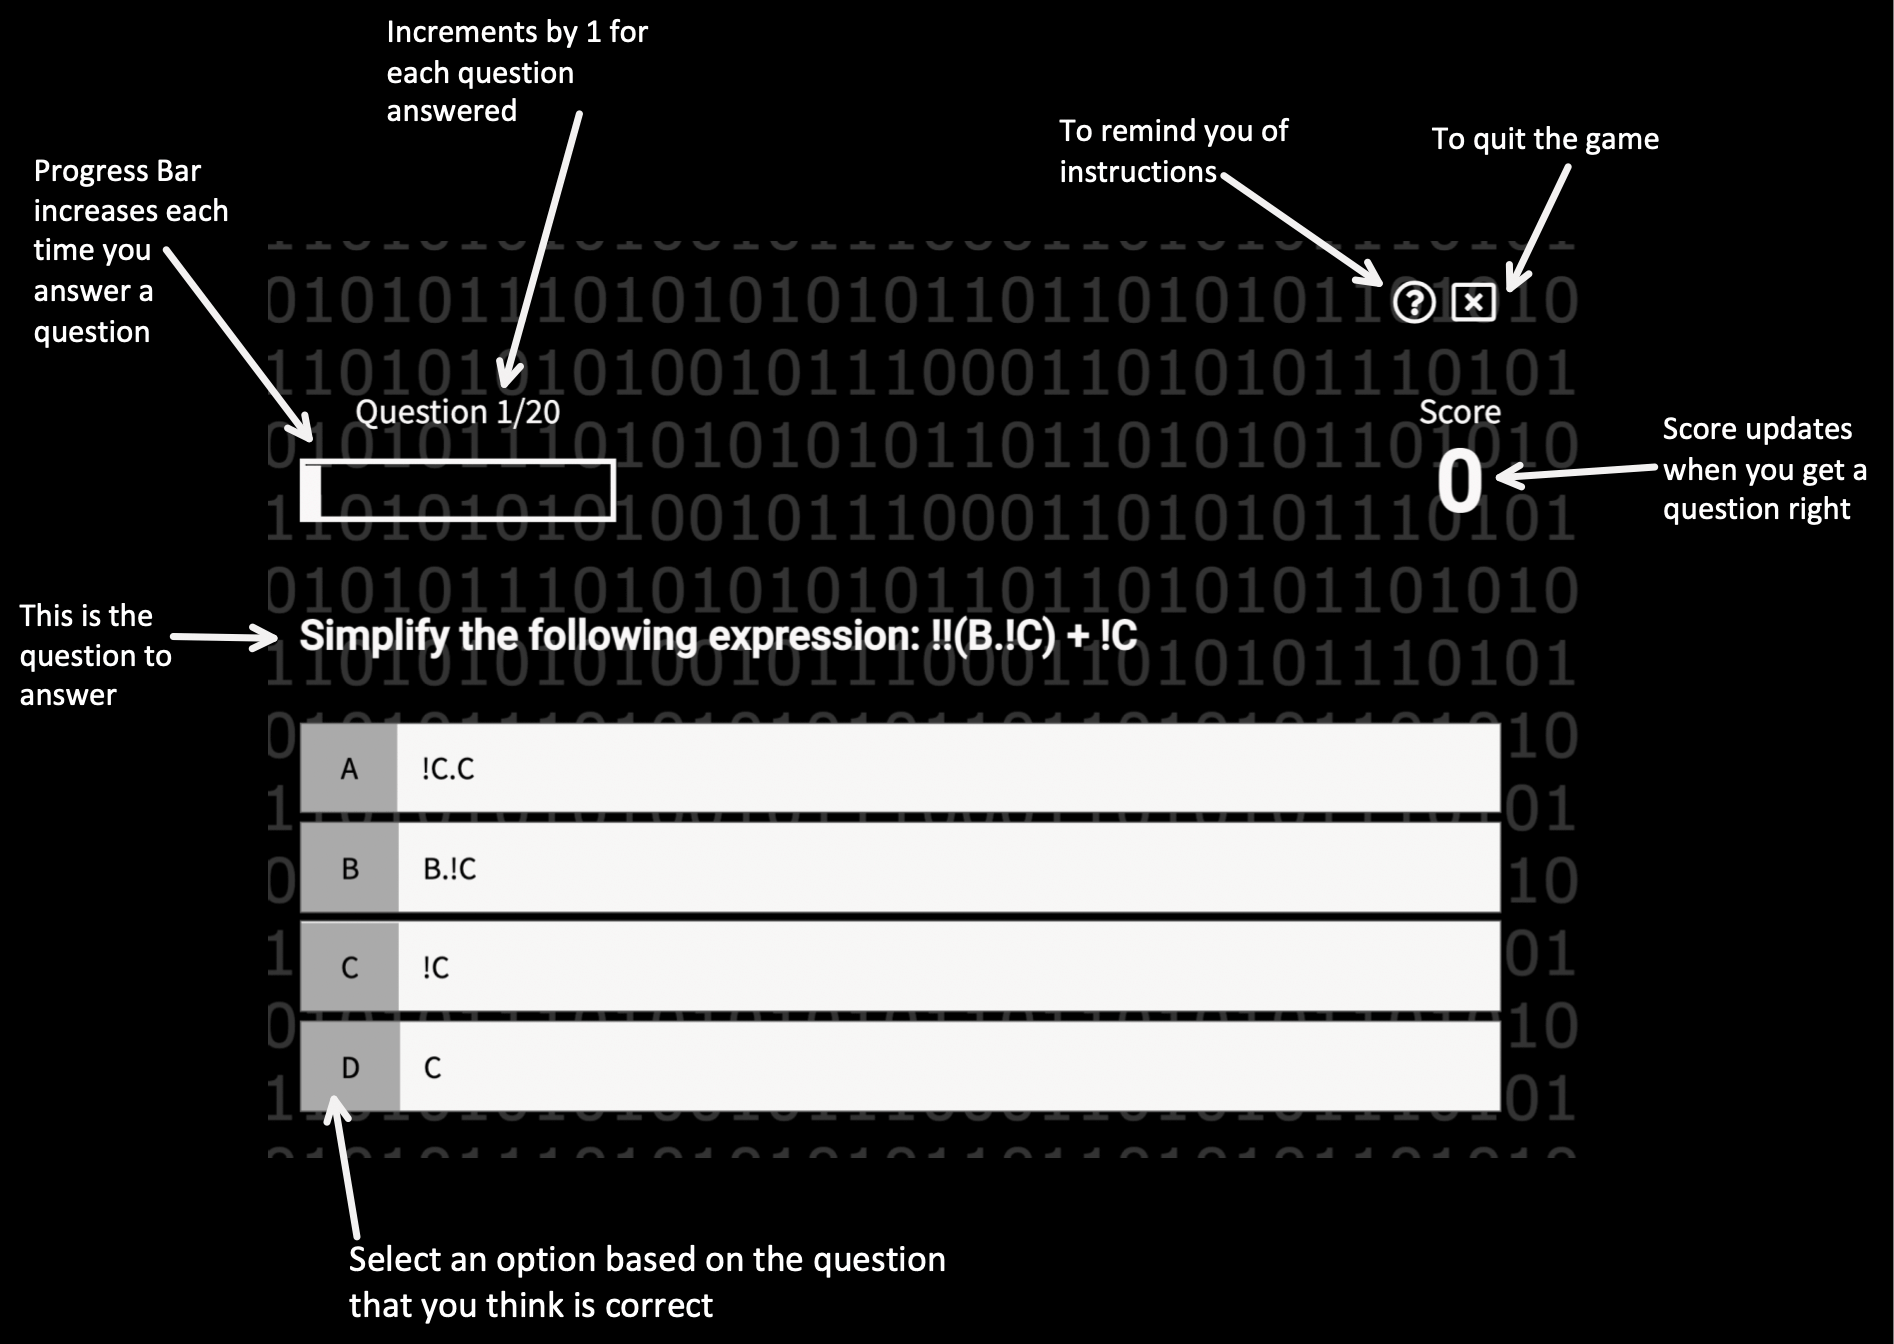 Increments by 1 for
each question
answered
To remind you of
instructions
To quit the game
Progress Bar
increases each
time you
answer a
question
1101010101001011100011010101110101
010101110101010101101101010111010
1101010101001011100011010101110101
Question 1/20
Score
0
Score updates
when you get a
question right
This is the
question to
answer
Simplify the following expression: !!(B.!C) + !C
A
!C.C
B
B.!C
C
!C
D
C
Select an option based on the question
that you think is correct